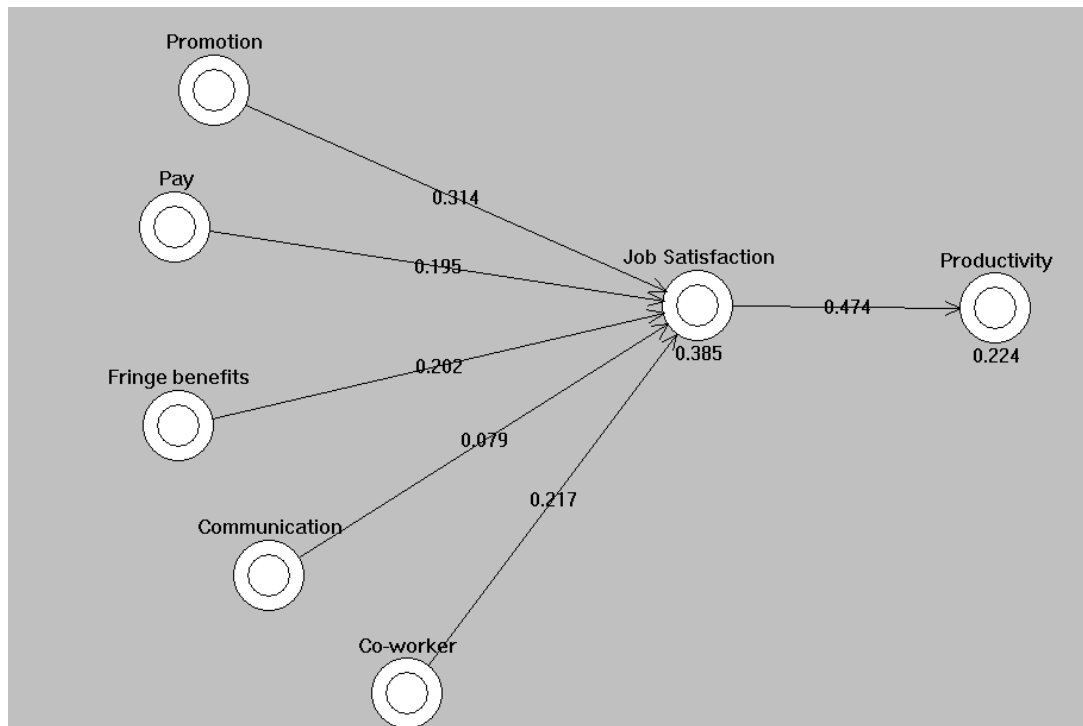 Promotion
Pay
0.314
Job Satisfaction
Productivity
0.195
0.474
0.385
0.224
Fringe benefits
0.202
0.079
0.217
Communication
Co-worker